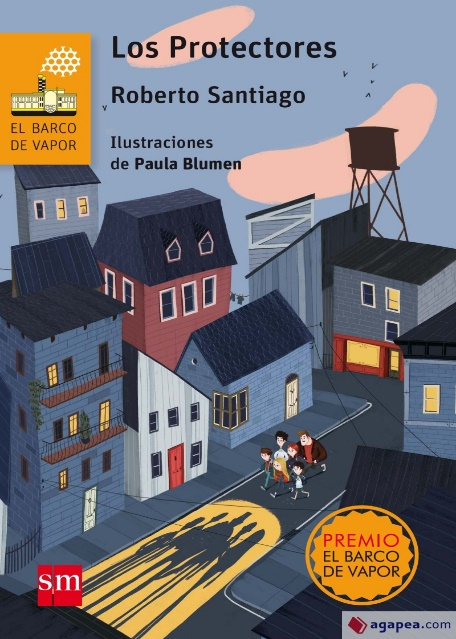 Los Protectores
Roberto Santiago
Ilustraciones
de Paula Blumen
EL BARCO
DE VAPOR
PREMIO
EL BARCO
DE VAPOR
sm
agapea.com